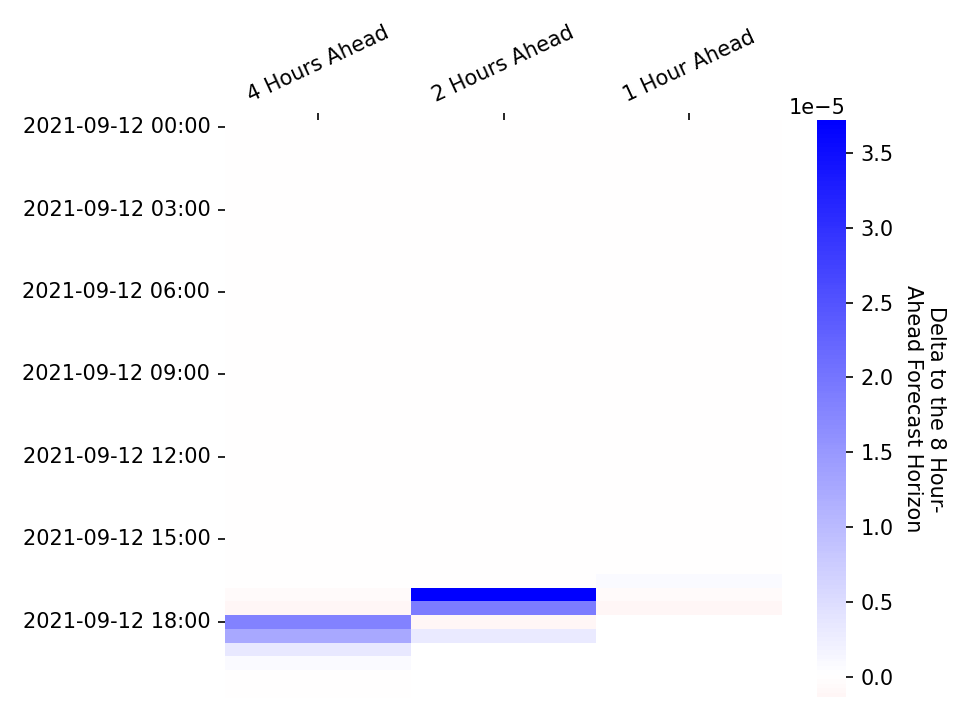 4 Hours Ahead
2 Hours Ahead
1 Hour Ahead
1e−5
2021-09-12 00:00
2021-09-12 03:00
2021-09-12 06:00
2021-09-12 09:00
2021-09-12 12:00
2021-09-12 15:00
2021-09-12 18:00
3.5
3.0
2.5
2.0
1.5
1.0
0.5
0.0
Delta to the 8 Hour-
Ahead Forecast Horizon